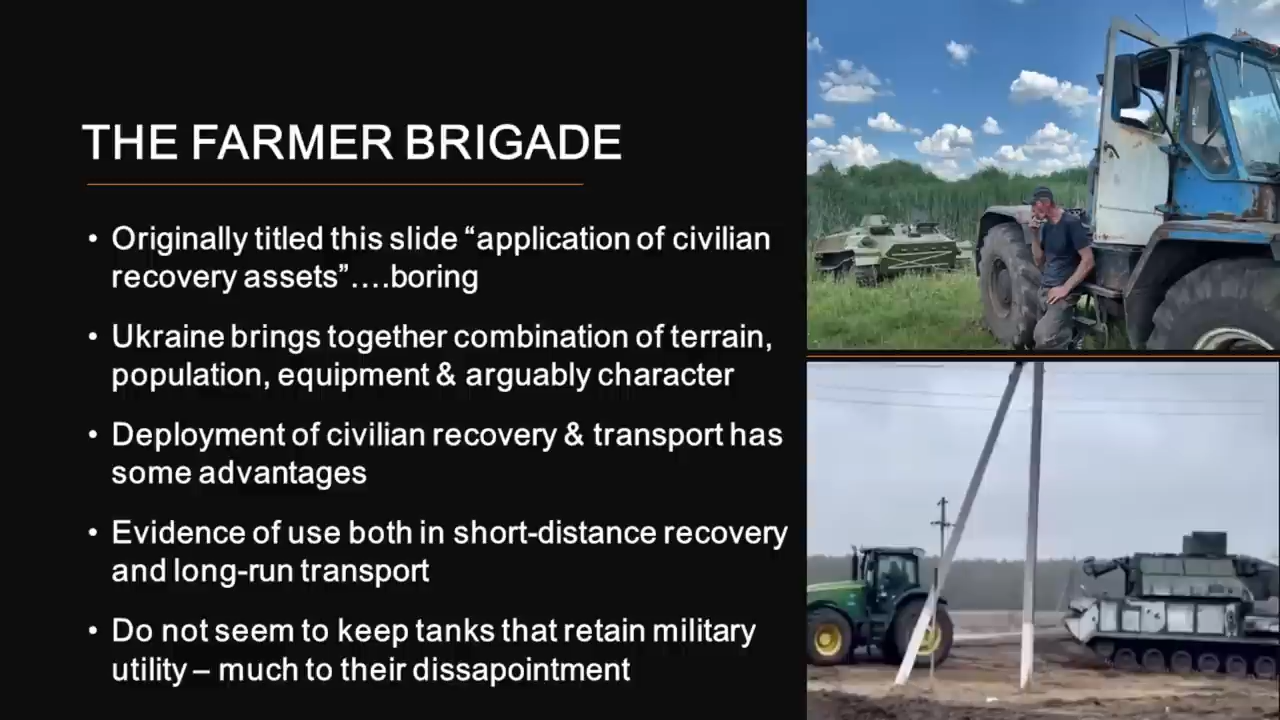 THE FARMER BRIGADE
• Originally titled this slide “application of civilian
recovery assets”….boring
• Ukraine brings together combination of terrain,
population, equipment & arguably character
• Deployment of civilian recovery & transport has
some advantages
• Evidence of use both in short-distance recovery
and long-run transport
• Do not seem to keep tanks that retain military
utility – much to their dissapointment